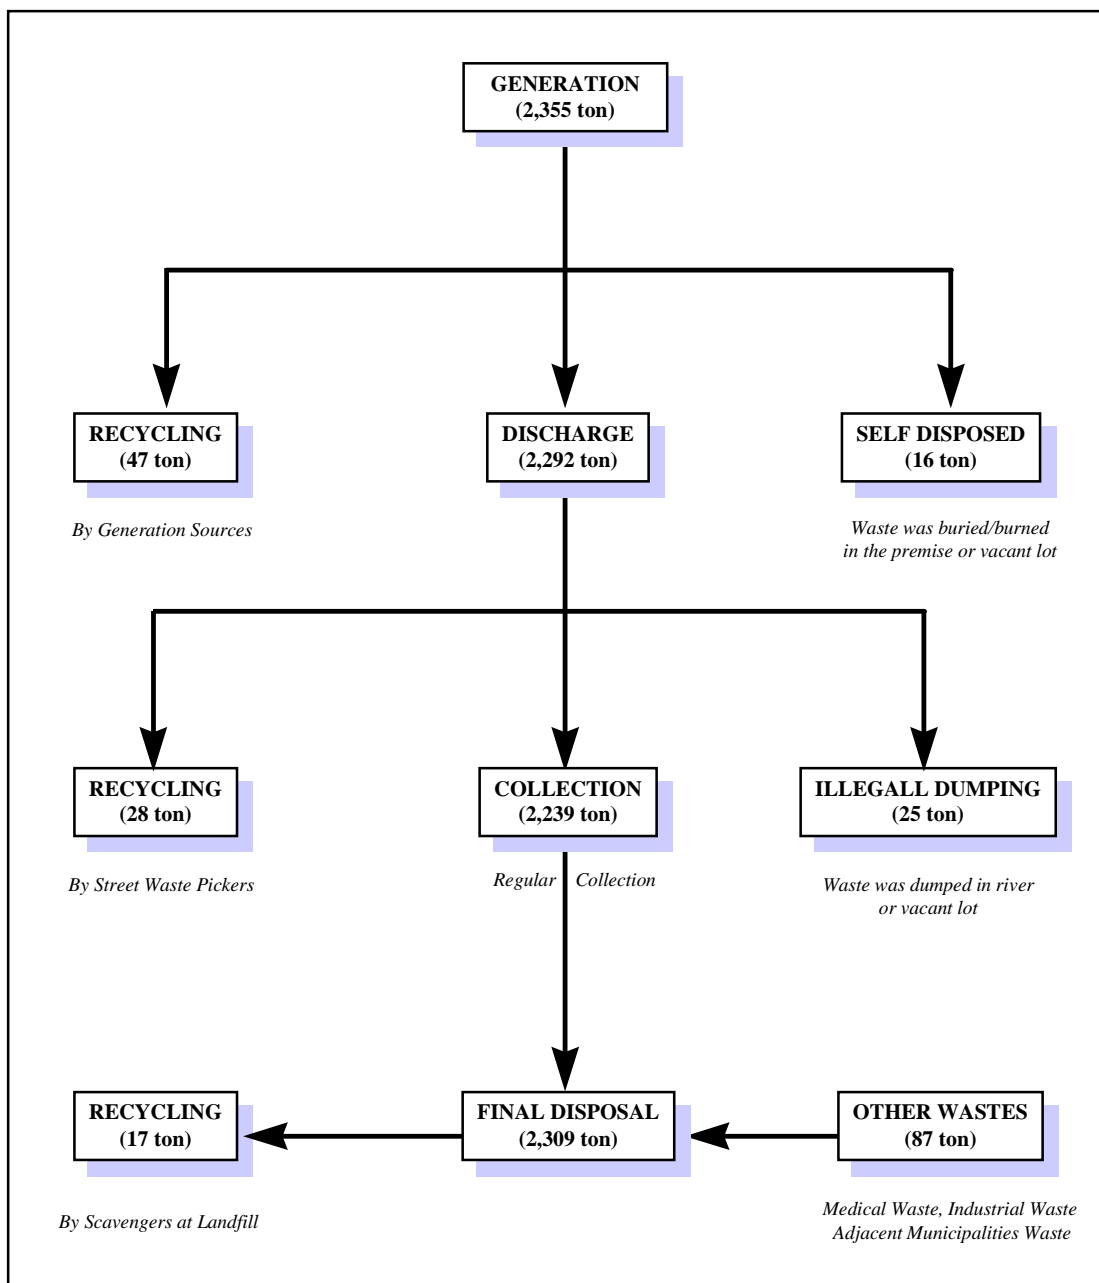 GENERATION
(2,355 ton)
RECYCLING
(47 ton)
By Generation Sources
DISCHARGE
(2,292 ton)
SELF DISPOSED
(16 ton)
Waste was buried/burned
in the premise or vacant lot
RECYCLING
(28 ton)
By Street Waste Pickers
COLLECTION
(2,239 ton)
Regular Collection
ILLEGALL DUMPING
(25 ton)
Waste was dumped in river
or vacant lot
RECYCLING
(17 ton)
By Scavengers at Landfill
FINAL DISPOSAL
(2,309 ton)
OTHER WASTES
(87 ton)
Medical Waste, Industrial Waste
Adjacent Municipalities Waste